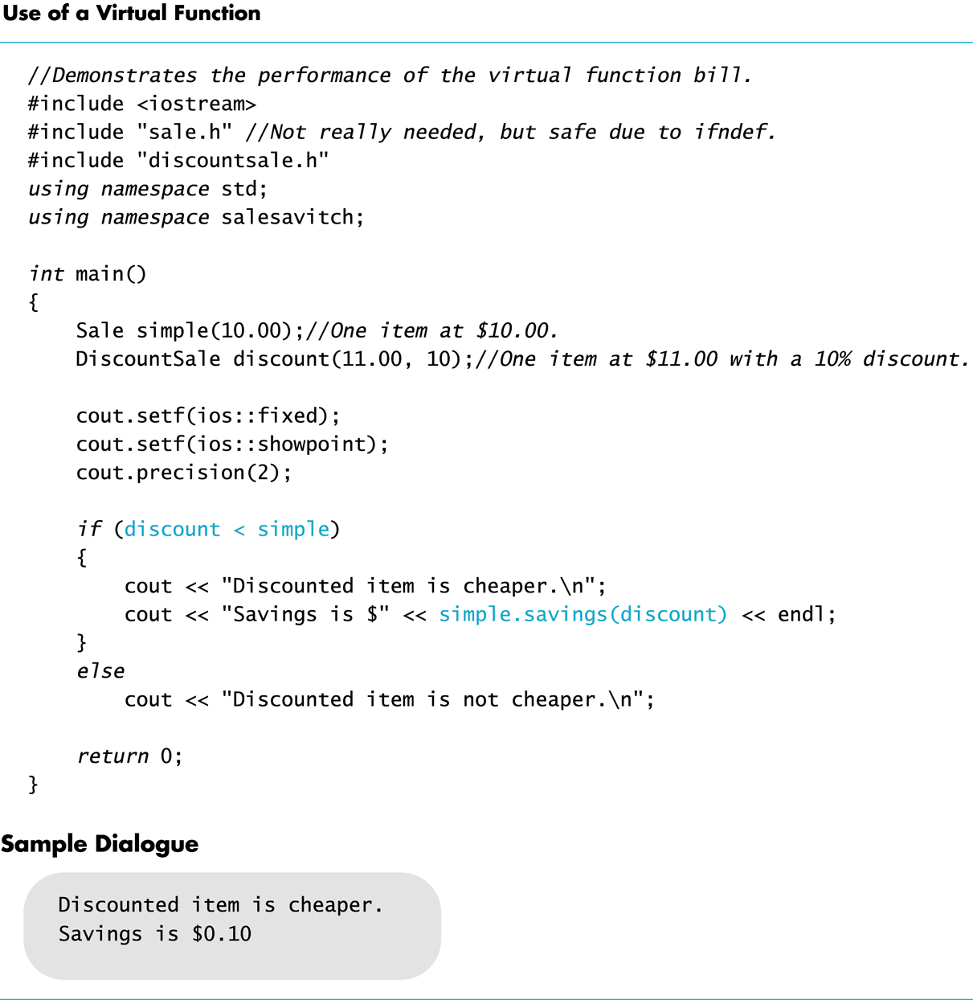 Use of a Virtual Function
//Demonstrates the performance of the virtual function bill.
#include <iostream>
#include "sale.h" //Not really needed, but safe due to ifndef.
#include "discountsale.h"
using namespace std;
using namespace salesavitch;
int main()
{
    Sale simple(10.00);//One item at $10.00.
    DiscountSale discount(11.00, 10);//One item at $11.00 with a 10% discount.
    cout.setf(ios::fixed);
    cout.setf(ios::showpoint);
    cout.precision(2);
    if (discount < simple)
    {
        cout << "Discounted item is cheaper.\n";
        cout << "Savings is $" << simple.savings(discount) << endl;
    }
    else
        cout << "Discounted item is not cheaper.\n";
    return 0;
}
Sample Dialogue
Discounted item is cheaper.
Savings is $0.10